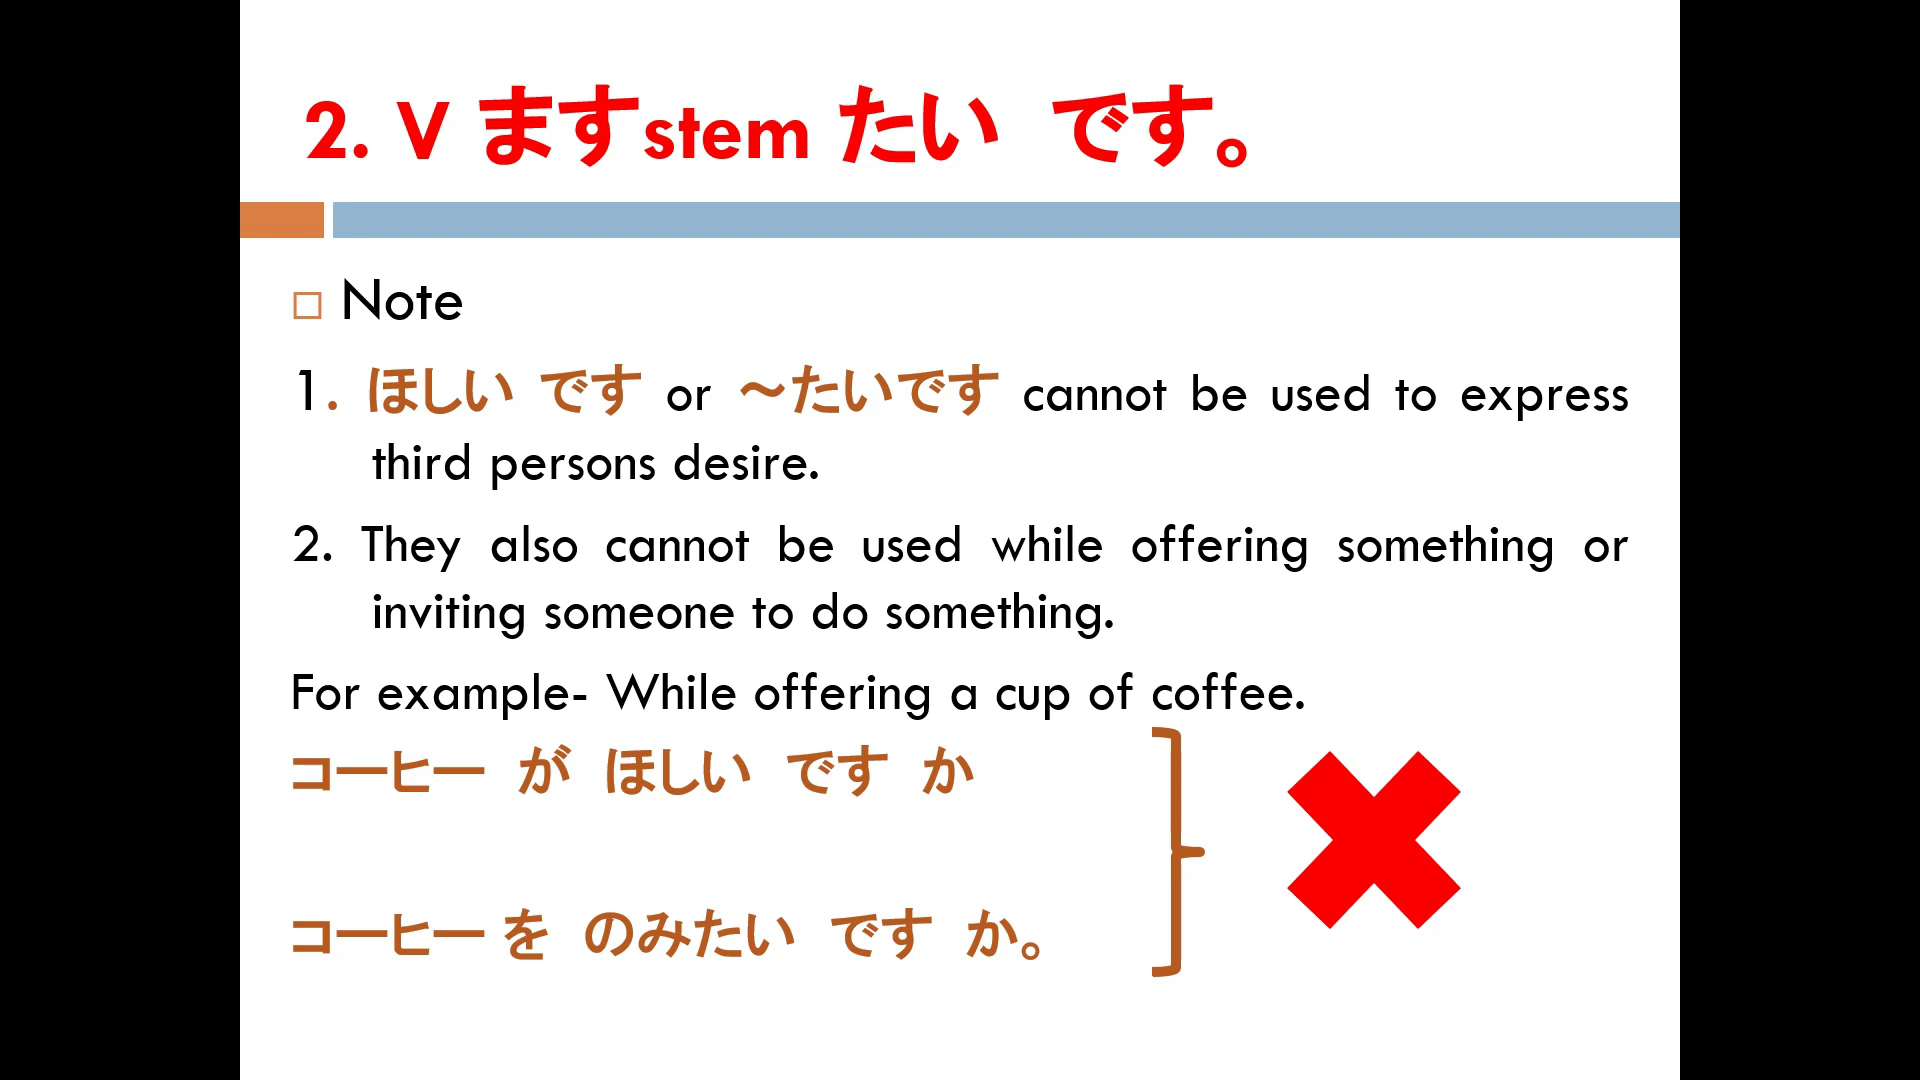 2. V ますstem たい です。
Note
1. ほしい です or ～たいです cannot be used to express
third persons desire.
2. They also cannot be used while offering something or
inviting someone to do something.
For example- While offering a cup of coffee.
コーヒー が ほしい です か
コーヒー を のみたい です か。